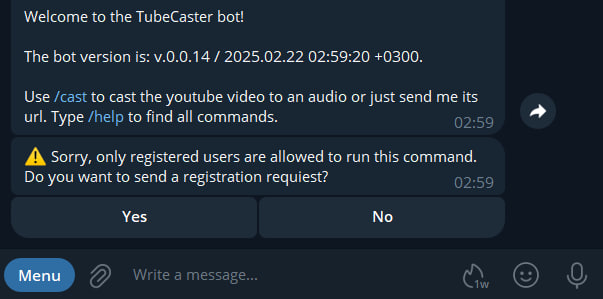 Welcome to the TubeCaster bot!
The bot version is: v.0.0.14 / 2025.02.22 02:59:20 +0300.
Use /cast to cast the youtube video to an audio or just send me its
url. Type /help to find all commands.
02:59
⚠️ Sorry, only registered users are allowed to run this command.
Do you want to send a registration requiest?
02:59
Yes
No
Menu
Write a message...
1w